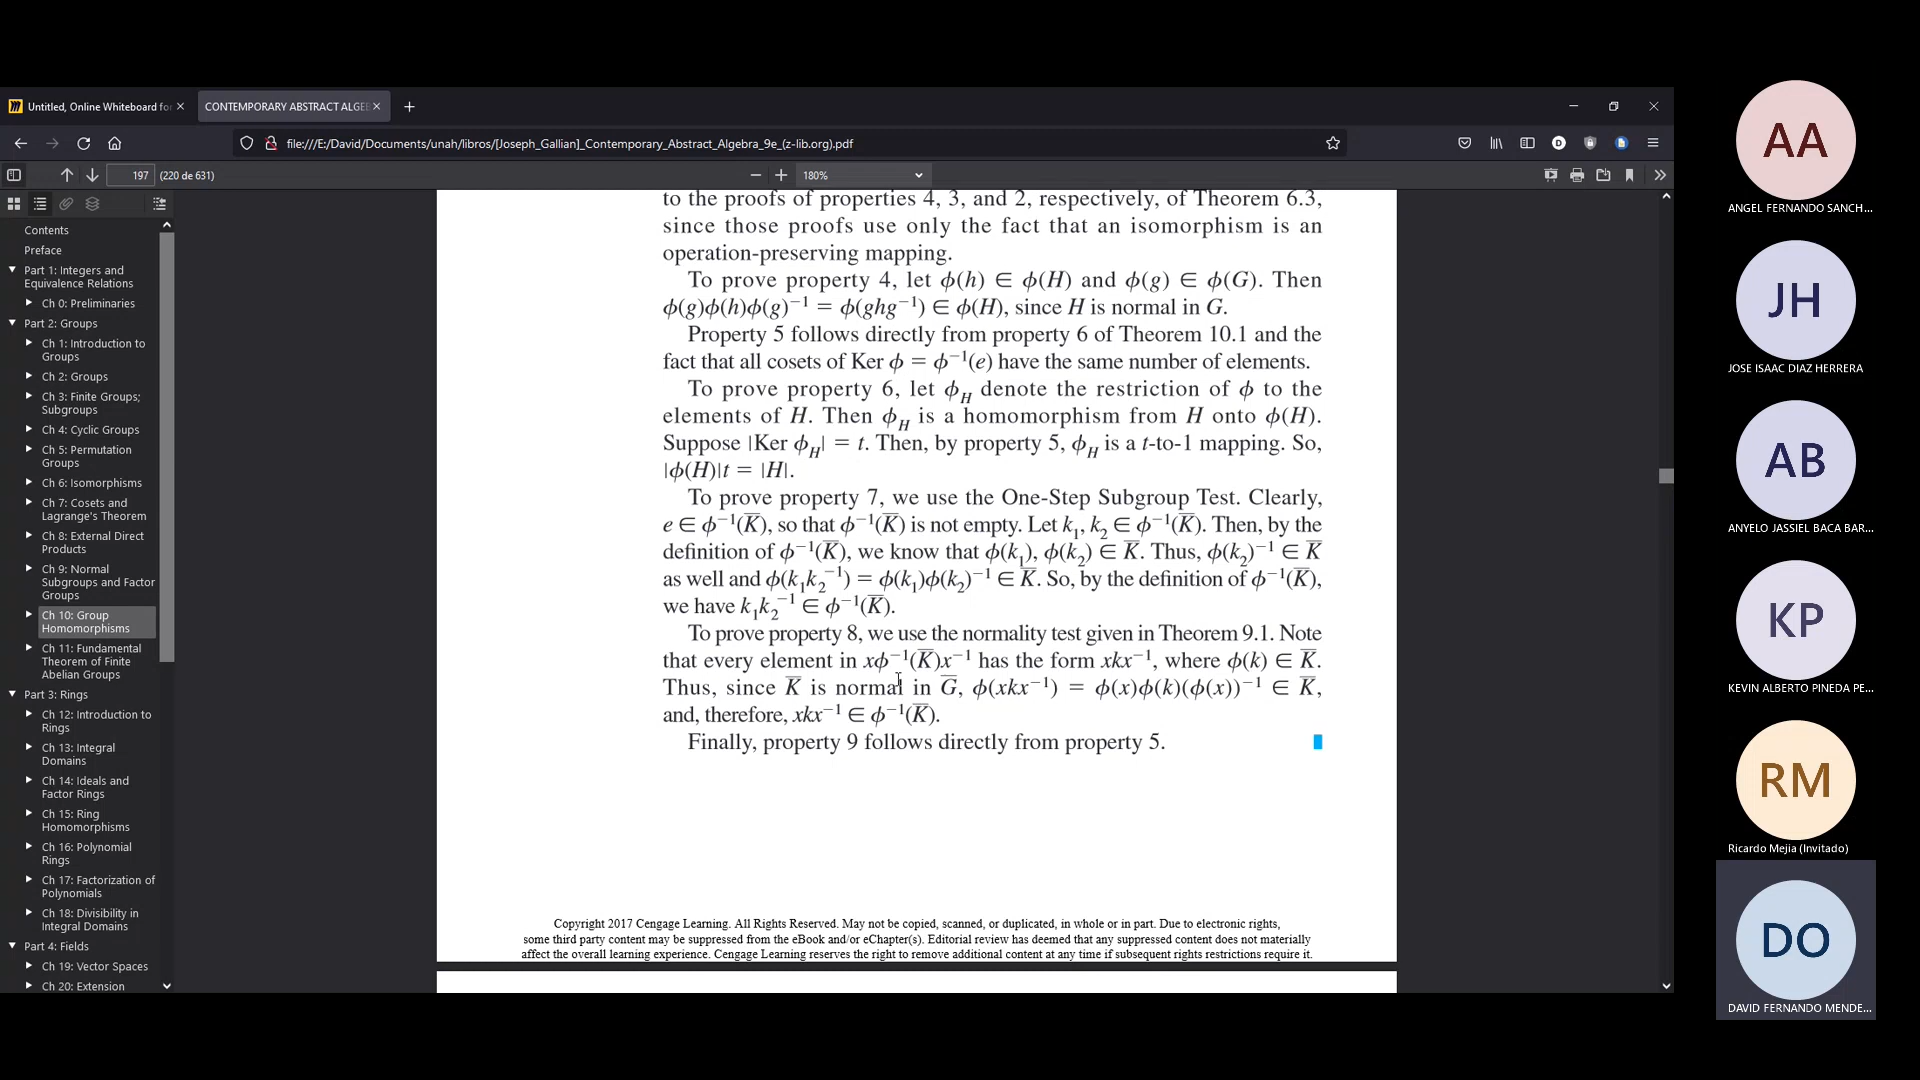 Untitled, Online Whiteboard fo
CONTEMPORARY ABSTRACT ALGEB
file:///E:/David/Documents/unah/libros/[Joseph_Gallian]_Contemporary_Abstract_Algebra_9e_(z-lib.org).pdf
197 (220 de 631)
180%
Contents
Preface
Part 1: Integers and
Equivalence Relations
Ch 0: Preliminaries
Part 2: Groups
Ch 1: Introduction to
Groups
Ch 2: Groups
Ch 3: Finite Groups;
Subgroups
Ch 4: Cyclic Groups
Ch 5: Permutation
Groups
Ch 6: Isomorphisms
Ch 7: Cosets and
Lagrange's Theorem
Ch 8: External Direct
Products
Ch 9: Normal
Subgroups and Factor
Groups
Ch 10: Group
Homomorphisms
Ch 11: Fundamental
Theorem of Finite
Abelian Groups
Part 3: Rings
Ch 12: Introduction to
Rings
Ch 13: Integral
Domains
Ch 14: Ideals and
Factor Rings
Ch 15: Ring
Homomorphisms
Ch 16: Polynomial
Rings
Ch 17: Factorization of
Polynomials
Ch 18: Divisibility in
Integral Domains
Part 4: Fields
Ch 19: Vector Spaces
Ch 20: Extension
to the proofs of properties 4, 3, and 2, respectively, of Theorem 6.3,
since those proofs use only the fact that an isomorphism is an
operation-preserving mapping.
To prove property 4, let ϕ(h) ∈ ϕ(H) and ϕ(g) ∈ ϕ(G). Then
ϕ(g)ϕ(h)ϕ(g)⁻¹ = ϕ(ghg⁻¹) ∈ ϕ(H), since H is normal in G.
Property 5 follows directly from property 6 of Theorem 10.1 and the
fact that all cosets of Ker ϕ = ϕ⁻¹(e) have the same number of elements.
To prove property 6, let ϕ_H denote the restriction of ϕ to the
elements of H. Then ϕ_H is a homomorphism from H onto ϕ(H).
Suppose |Ker ϕ_H| = t. Then, by property 5, ϕ_H is a t-to-1 mapping. So,
|ϕ(H)|t = |H|.
To prove property 7, we use the One-Step Subgroup Test. Clearly,
e ∈ ϕ⁻¹(K̅), so that ϕ⁻¹(K̅) is not empty. Let k₁, k₂ ∈ ϕ⁻¹(K̅). Then, by the
definition of ϕ⁻¹(K̅), we know that ϕ(k₁), ϕ(k₂) ∈ K̅. Thus, ϕ(k₂)⁻¹ ∈ K̅
as well and ϕ(k₁k₂⁻¹) = ϕ(k₁)ϕ(k₂)⁻¹ ∈ K̅. So, by the definition of ϕ⁻¹(K̅),
we have k₁k₂⁻¹ ∈ ϕ⁻¹(K̅).
To prove property 8, we use the normality test given in Theorem 9.1. Note
that every element in xϕ⁻¹(K̅)x⁻¹ has the form xkx⁻¹, where ϕ(k) ∈ K̅.
Thus, since K̅ is normal in G̅, ϕ(xkx⁻¹) = ϕ(x)ϕ(k)(ϕ(x))⁻¹ ∈ K̅,
and, therefore, xkx⁻¹ ∈ ϕ⁻¹(K̅).
Finally, property 9 follows directly from property 5.
Copyright 2017 Cengage Learning. All Rights Reserved. May not be copied, scanned, or duplicated, in whole or in part. Due to electronic rights,
some third party content may be suppressed from the eBook and/or eChapter(s). Editorial review has deemed that any suppressed content does not materially
affect the overall learning experience. Cengage Learning reserves the right to remove additional content at any time if subsequent rights restrictions require it.
AA
ANGEL FERNANDO SANCH...
JH
JOSE ISAAC DIAZ HERRERA
AB
ANYELO JASSIEL BACA BAR...
KP
KEVIN ALBERTO PINEDA PE...
RM
Ricardo Mejia (Invitado)
DO
DAVID FERNANDO MENDE...